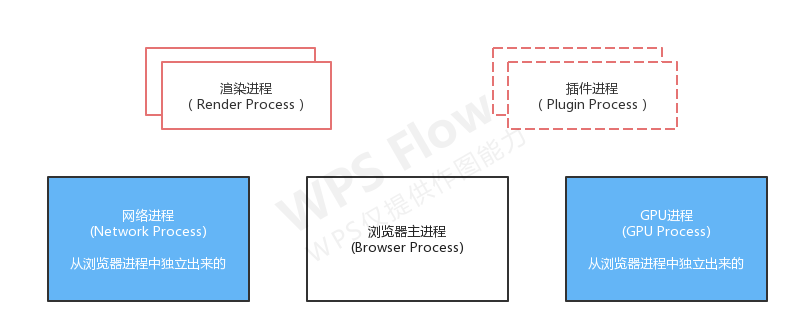 渲染进程
( Render Process )
插件进程
( Plugin Process )
网络进程
(Network Process)
从浏览器进程中独立出来的
浏览器主进程
(Browser Process)
GPU进程
(GPU Process)
从浏览器进程中独立出来的
WPS Flow
WPS仅提供作图能力